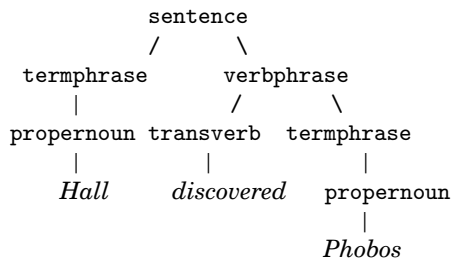 sentence
/ \
termphrase verbphrase
| / \
propernoun transverb termphrase
| | |
Hall discovered propernoun
|
Phobos